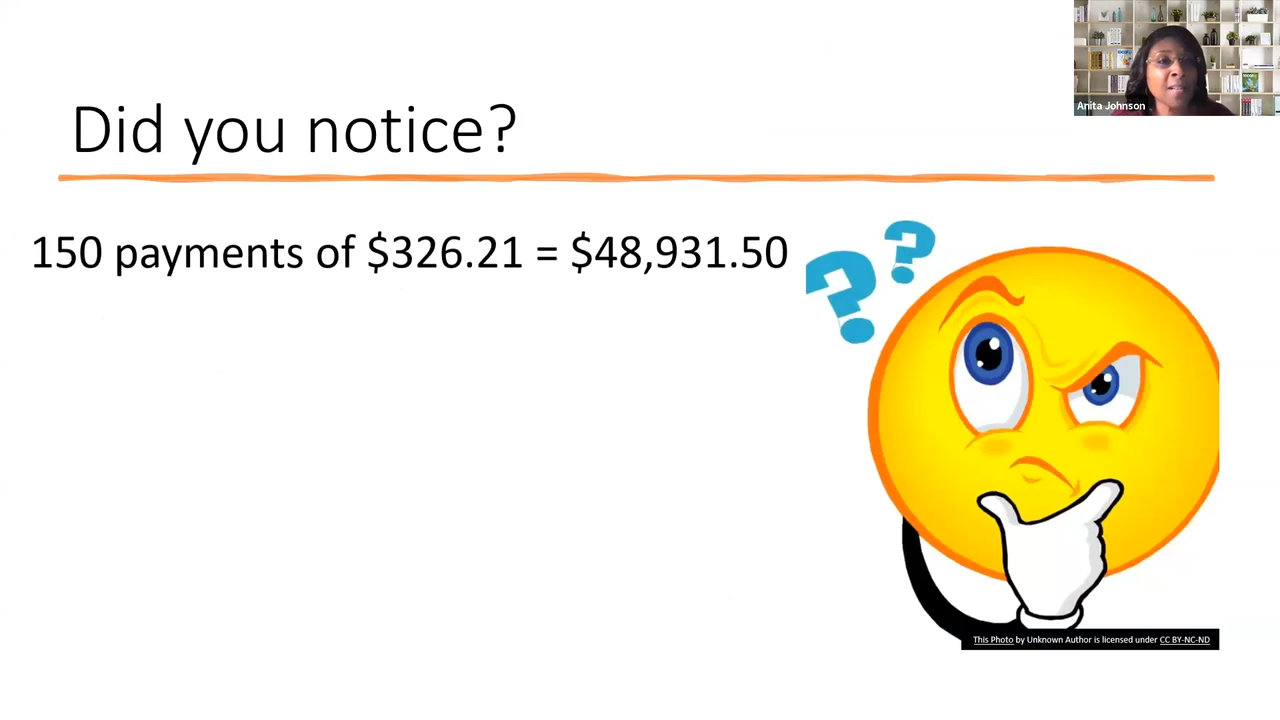 Anita Johnson
Did you notice?
150 payments of $326.21 = $48,931.50
? ?
This Photo by Unknown Author is licensed under CC BY-NC-ND